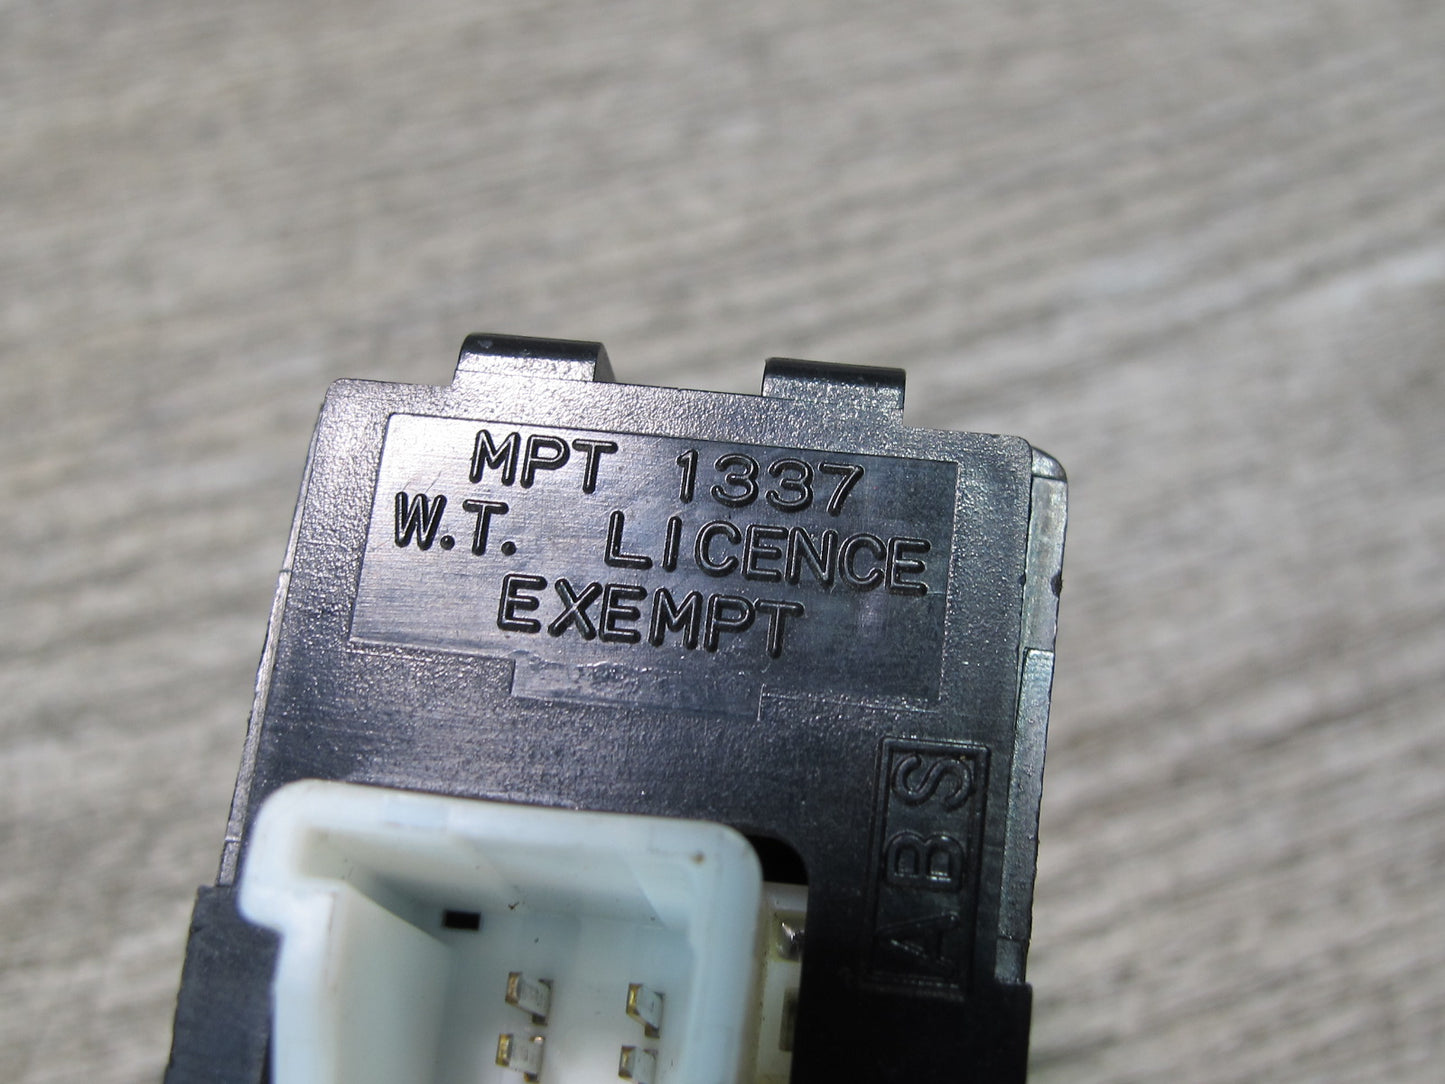 MPT 1337
W.T. LICENCE
EXEMPT
ABS